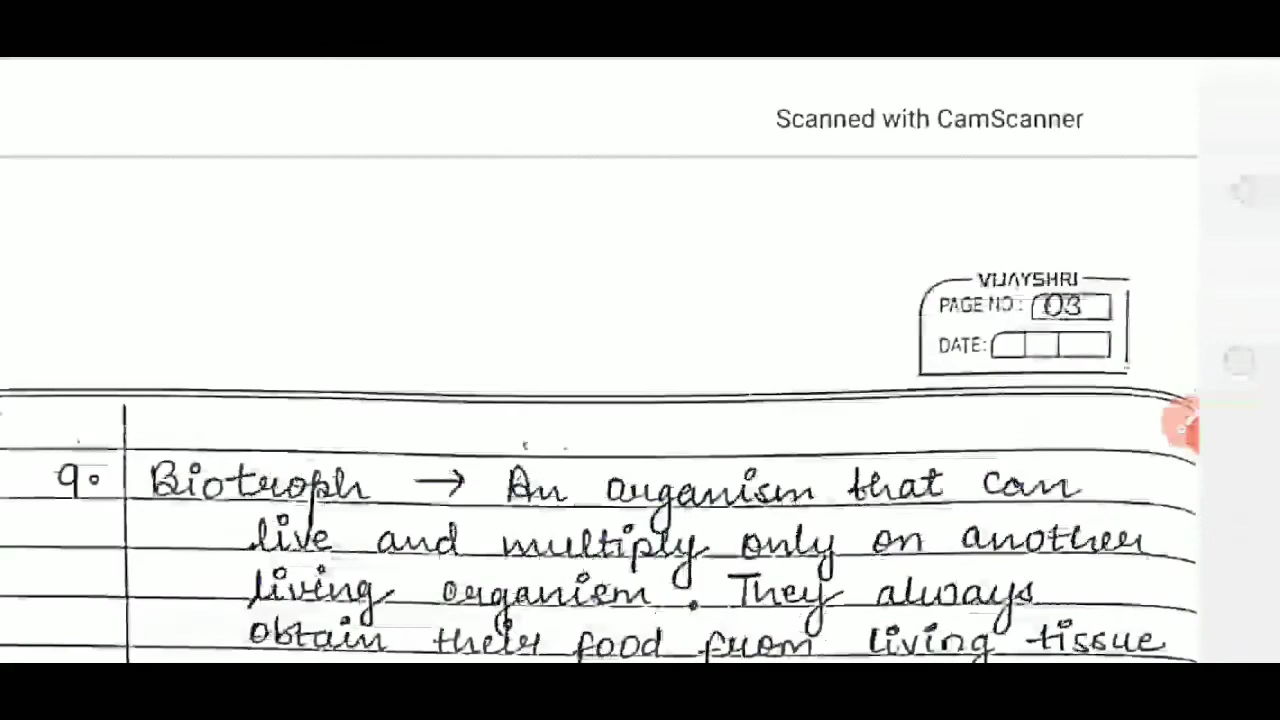 Scanned with CamScanner
VIJAYSHRI
PAGE NO: 03
DATE:
9. Biotroph → An organism that can
live and multiply only on another
living organism. They always
obtain their food from living tissue